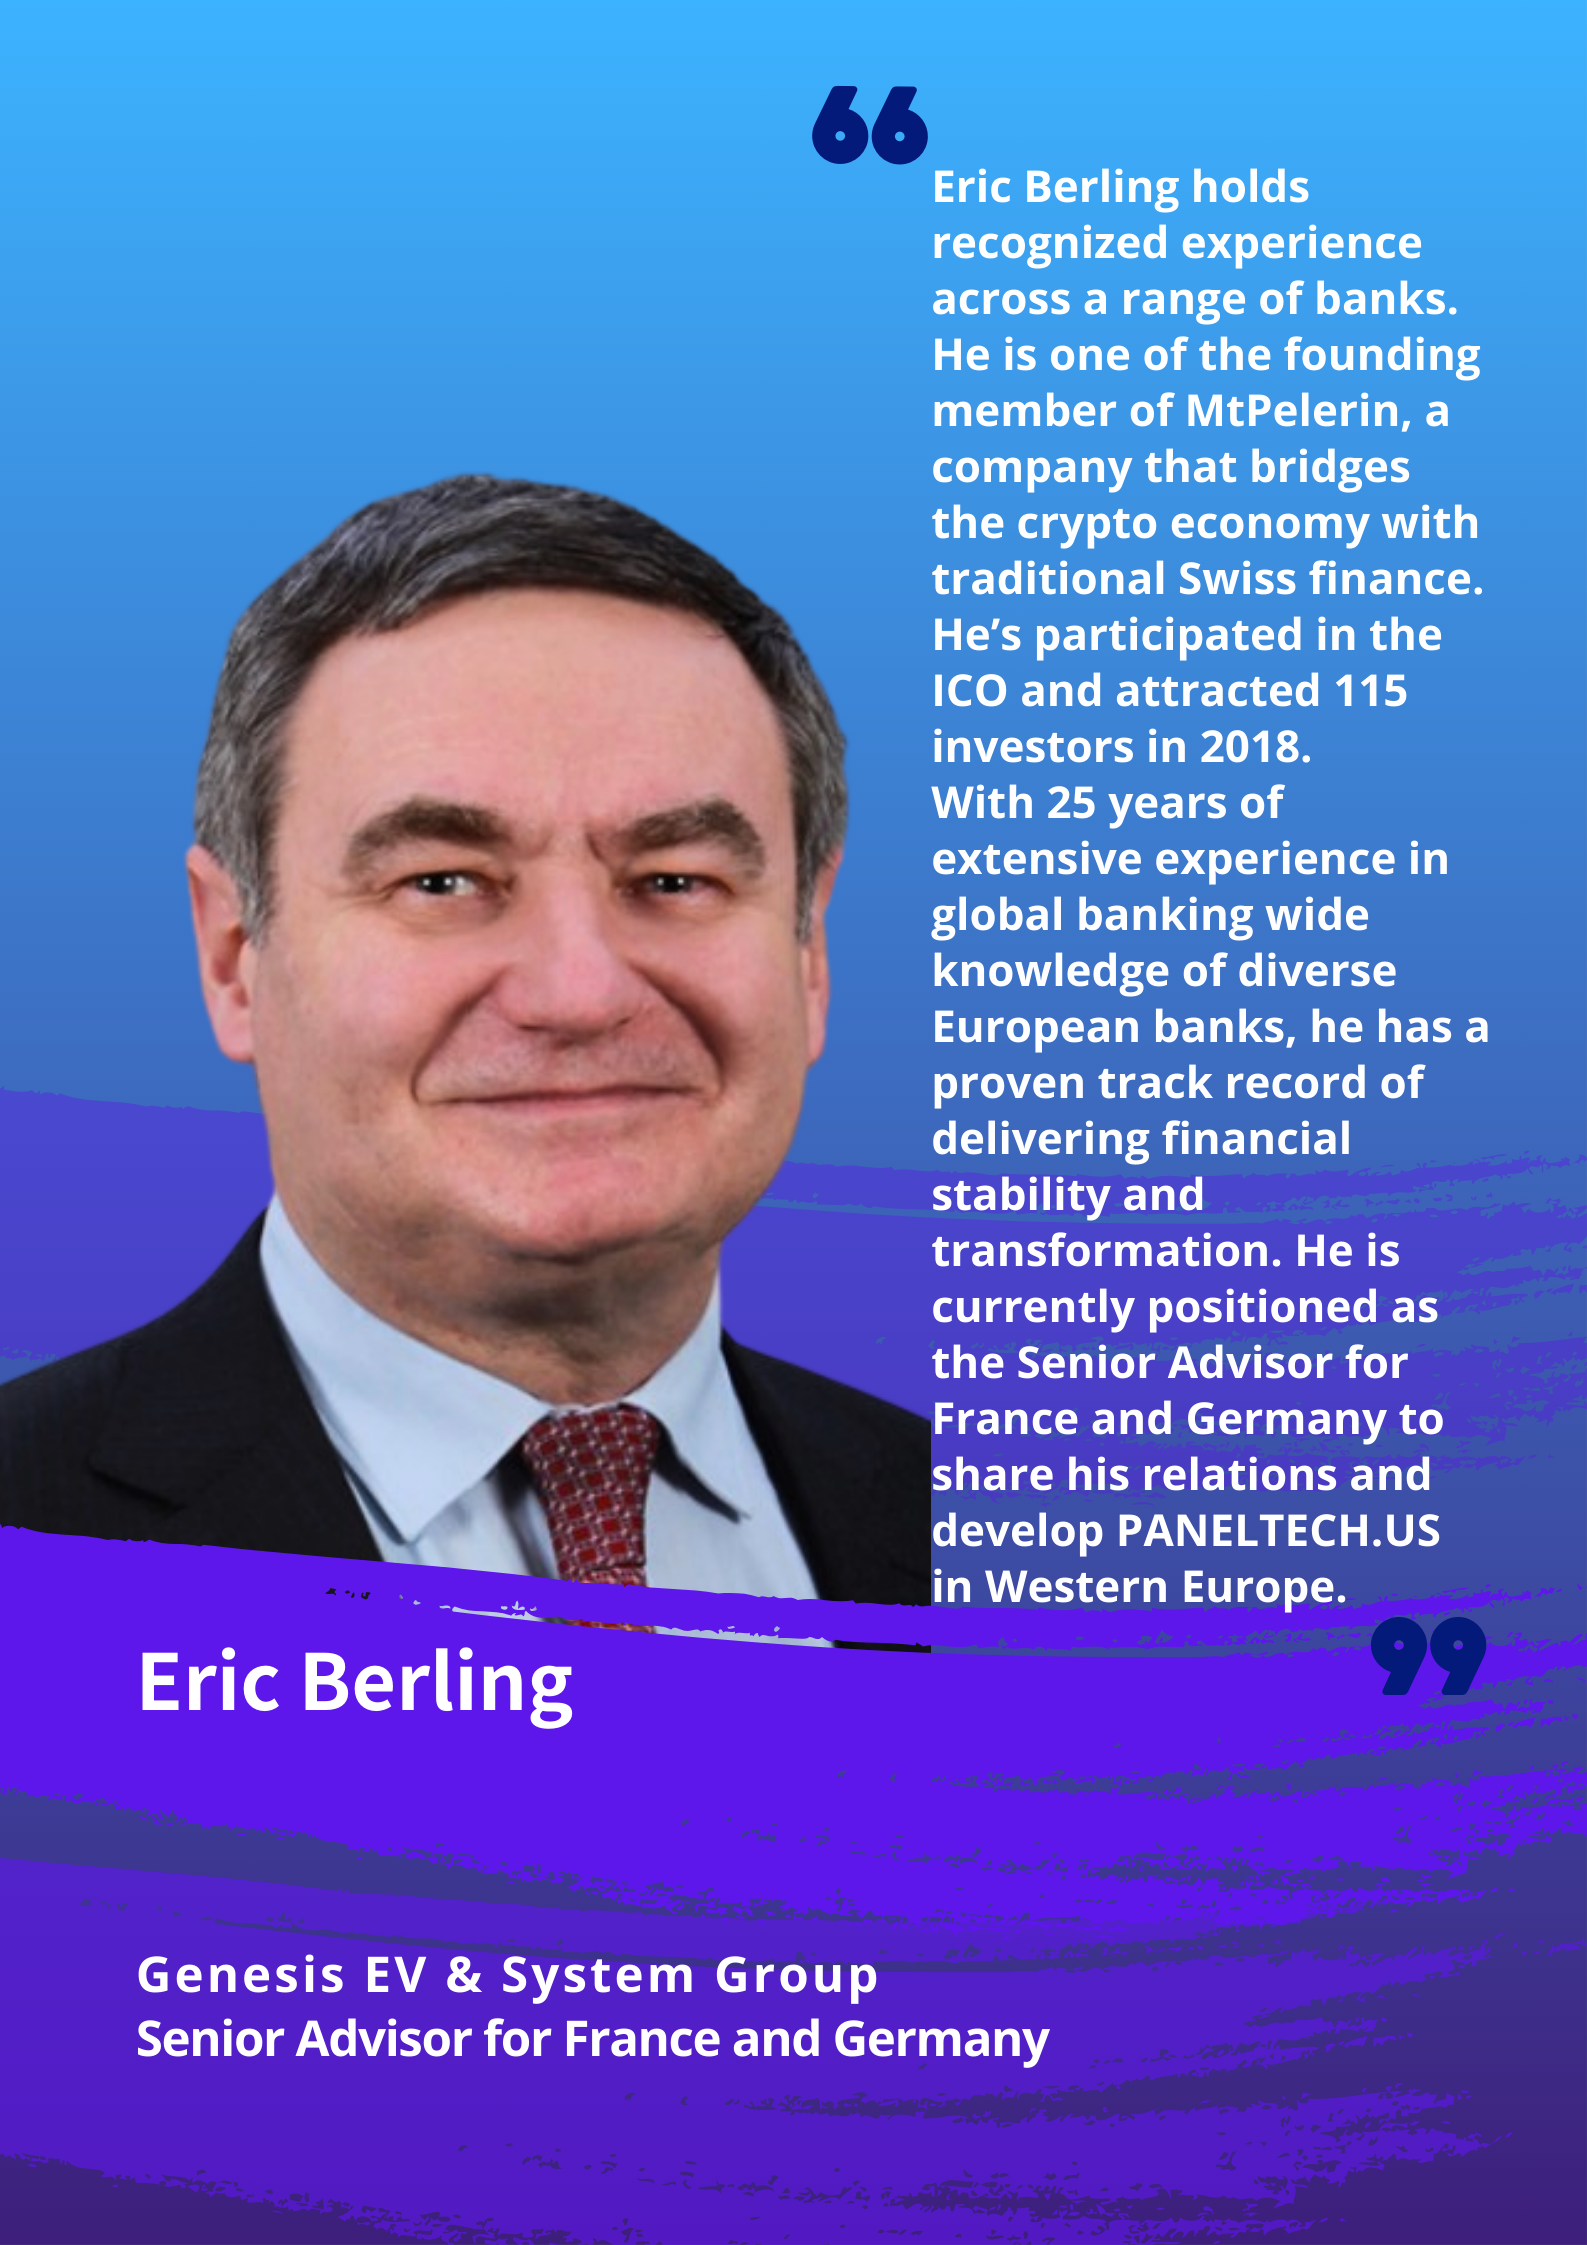 Eric Berling holds
recognized experience
across a range of banks.
He is one of the founding
member of MtPelerin, a
company that bridges
the crypto economy with
traditional Swiss finance.
He’s participated in the
ICO and attracted 115
investors in 2018.
With 25 years of
extensive experience in
global banking wide
knowledge of diverse
European banks, he has a
proven track record of
delivering financial
stability and
transformation. He is
currently positioned as
the Senior Advisor for
France and Germany to
share his relations and
develop PANELTECH.US
in Western Europe.
Eric Berling
Genesis EV & System Group
Senior Advisor for France and Germany